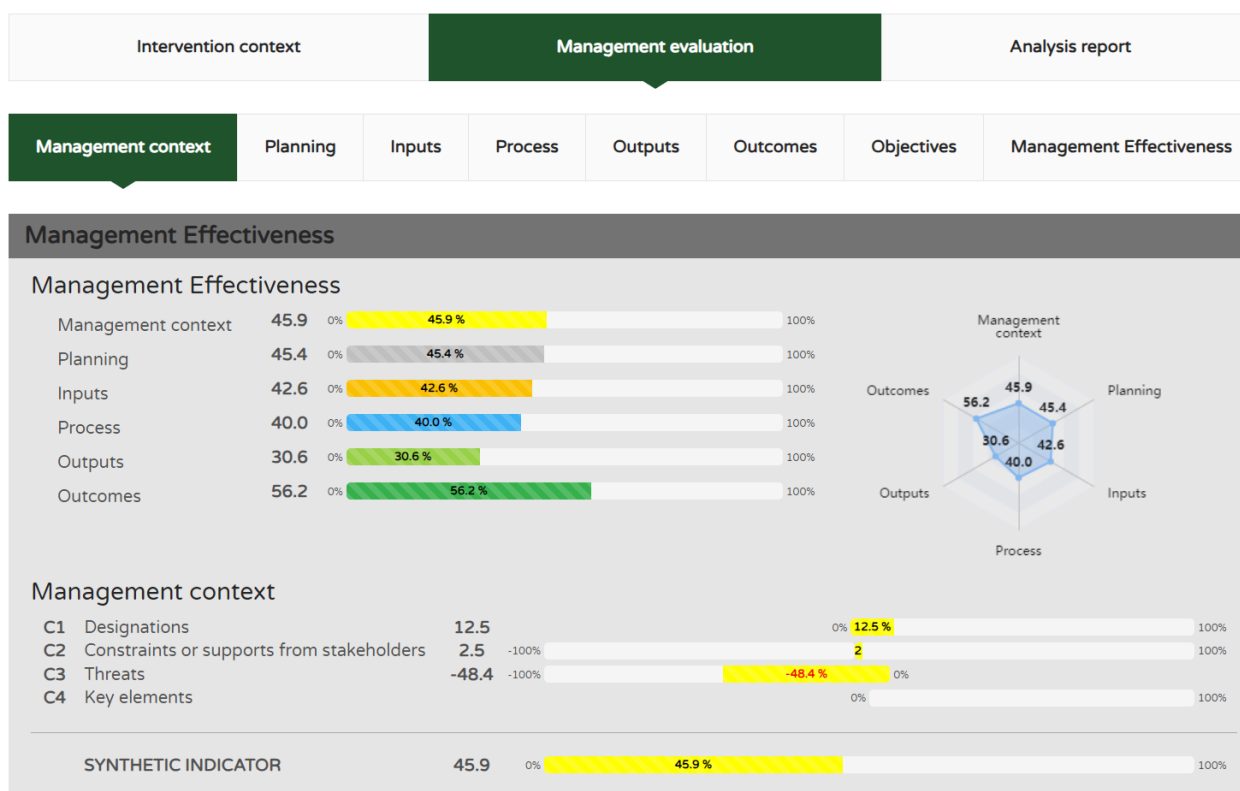 Intervention context Management evaluation Analysis report
Management context Planning Inputs Process Outputs Outcomes Objectives Management Effectiveness
Management Effectiveness
Management Effectiveness
Management context 45.9 0% 45.9 % 100%
Planning 45.4 0% 45.4 % 100%
Inputs 42.6 0% 42.6 % 100%
Process 40.0 0% 40.0 % 100%
Outputs 30.6 0% 30.6 % 100%
Outcomes 56.2 0% 56.2 % 100%
Management
context
45.9
Outcomes 56.2 45.4 Planning
30.6 42.6
40.0
Outputs Inputs
Process
Management context
C1 Designations 12.5 0% 12.5 % 100%
C2 Constraints or supports from stakeholders 2.5 -100% 2 100%
C3 Threats -48.4 -100% -48.4 % 0%
C4 Key elements 0% 100%
SYNTHETIC INDICATOR 45.9 0% 45.9 % 100%